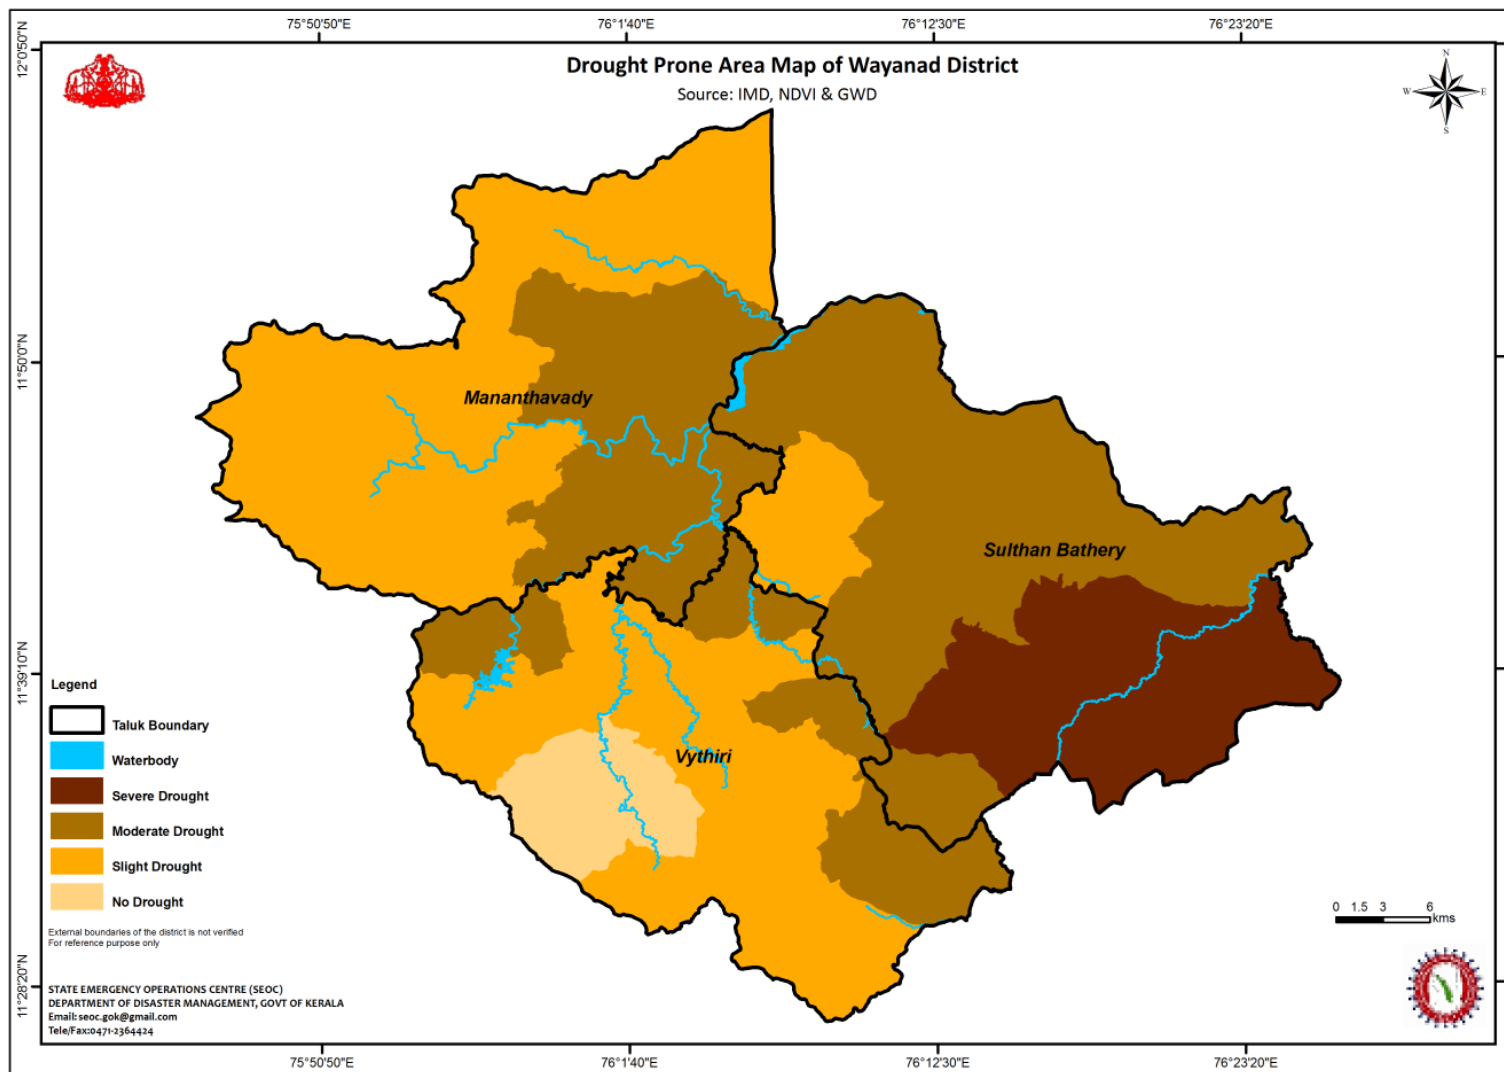 75°50'50"E 76°1'40"E 76°12'30"E 76°23'20"E
12°0'50"N
Drought Prone Area Map of Wayanad District
Source: IMD, NDVI & GWD
N
W E
S
11°50'0"N
Mananthavady
Sulthan Bathery
11°39'10"N
Vythiri
Legend
Taluk Boundary
Waterbody
Severe Drought
Moderate Drought
Slight Drought
No Drought
0 1.5 3 6
kms
External boundaries of the district is not verified
For reference purpose only
11°28'20"N
STATE EMERGENCY OPERATIONS CENTRE (SEOC)
DEPARTMENT OF DISASTER MANAGEMENT, GOVT OF KERALA
Email:seoc.gok@gmail.com
Tele/Fax:0471-2364424
75°50'50"E 76°1'40"E 76°12'30"E 76°23'20"E